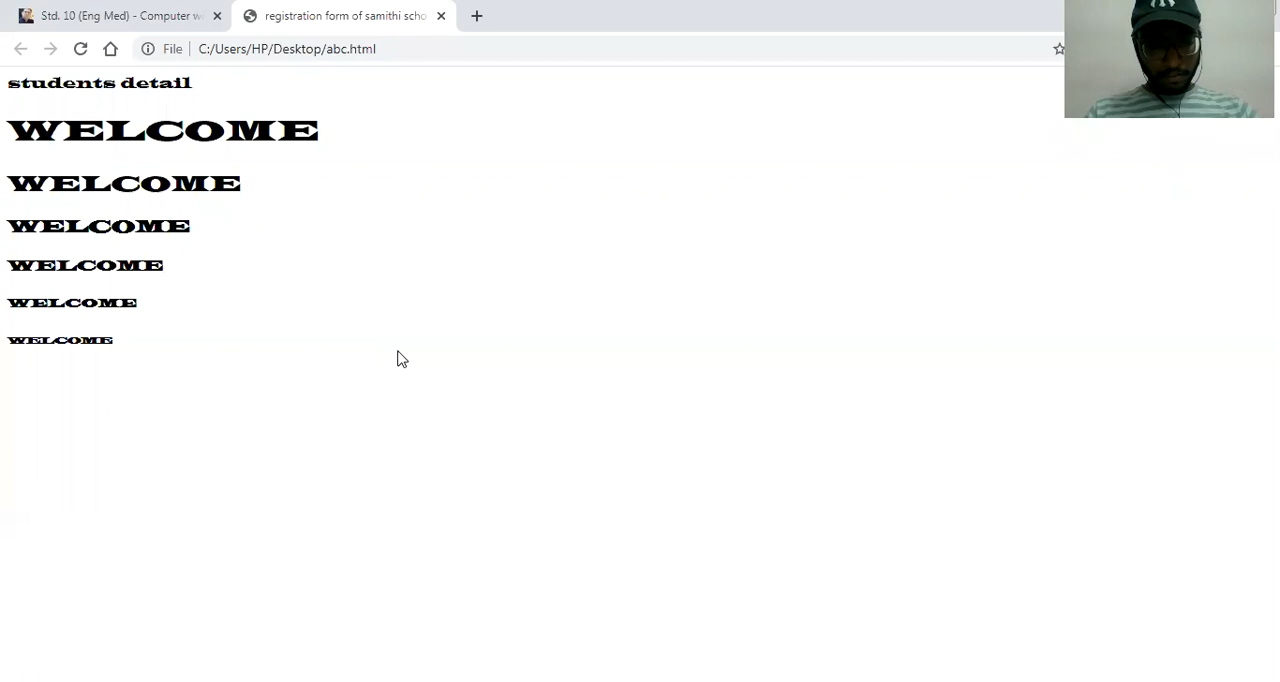 Std. 10 (Eng Med) - Computer w
registration form of samithi scho
File
C:/Users/HP/Desktop/abc.html
students detail
WELCOME
WELCOME
WELCOME
WELCOME
WELCOME
WELCOME